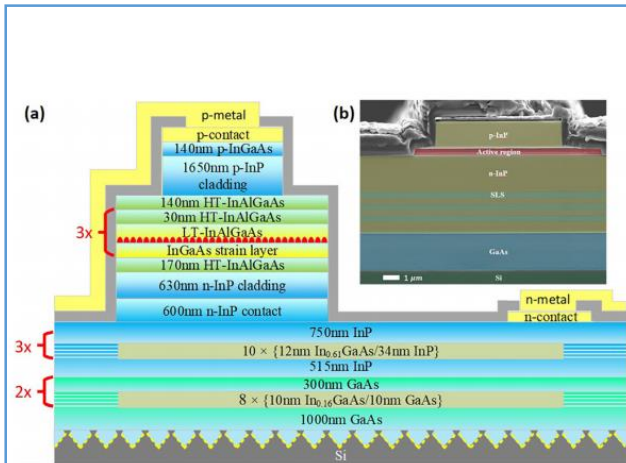 (a)
p-metal
p-contact
140nm p-InGaAs
1650nm p-InP
cladding
140nm HT-InAlGaAs
30nm HT-InAlGaAs
3x
LT-InAlGaAs
InGaAs strain layer
170nm HT-InAlGaAs
630nm n-InP cladding
600nm n-InP contact
(b)
p-InP
Active region
n-InP
SLS
GaAs
1 μm
Si
n-metal
n-contact
750nm InP
3x
10 × {12nm In₀.₆₁GaAs/34nm InP}
515nm InP
300nm GaAs
2x
8 × {10nm In₀.₁₆GaAs/10nm GaAs}
1000nm GaAs
Si